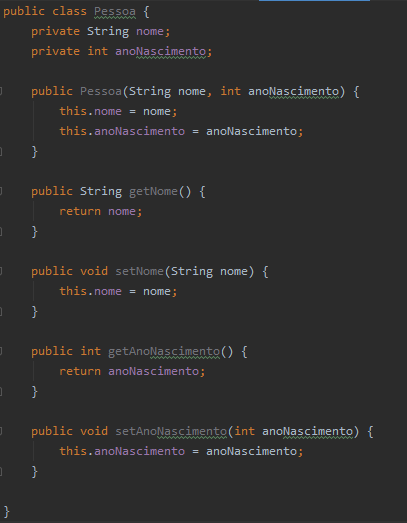 public class Pessoa {
    private String nome;
    private int anoNascimento;

    public Pessoa(String nome, int anoNascimento) {
        this.nome = nome;
        this.anoNascimento = anoNascimento;
    }

    public String getNome() {
        return nome;
    }

    public void setNome(String nome) {
        this.nome = nome;
    }

    public int getAnoNascimento() {
        return anoNascimento;
    }

    public void setAnoNascimento(int anoNascimento) {
        this.anoNascimento = anoNascimento;
    }

}